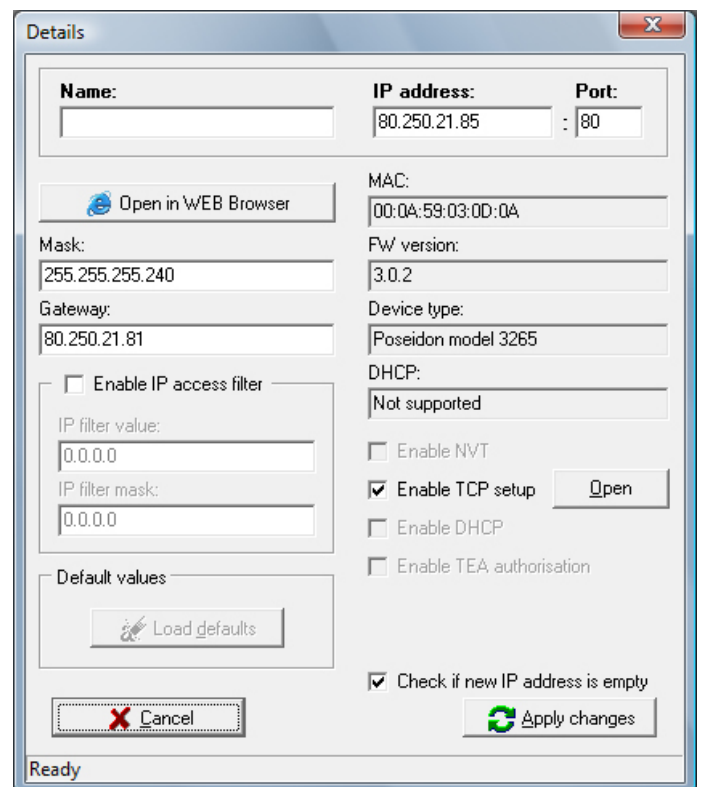 Details
Name:
IP address:
Port:
80.250.21.85
:
80
Open in WEB Browser
MAC:
00:0A:59:03:0D:0A
Mask:
255.255.255.240
FW version:
3.0.2
Gateway:
80.250.21.81
Device type:
Poseidon model 3265
DHCP:
Not supported
Enable IP access filter
IP filter value:
0.0.0.0
IP filter mask:
0.0.0.0
Enable NVT
Enable TCP setup
Open
Enable DHCP
Enable TEA authorisation
Default values
Load defaults
Check if new IP address is empty
Cancel
Apply changes
Ready